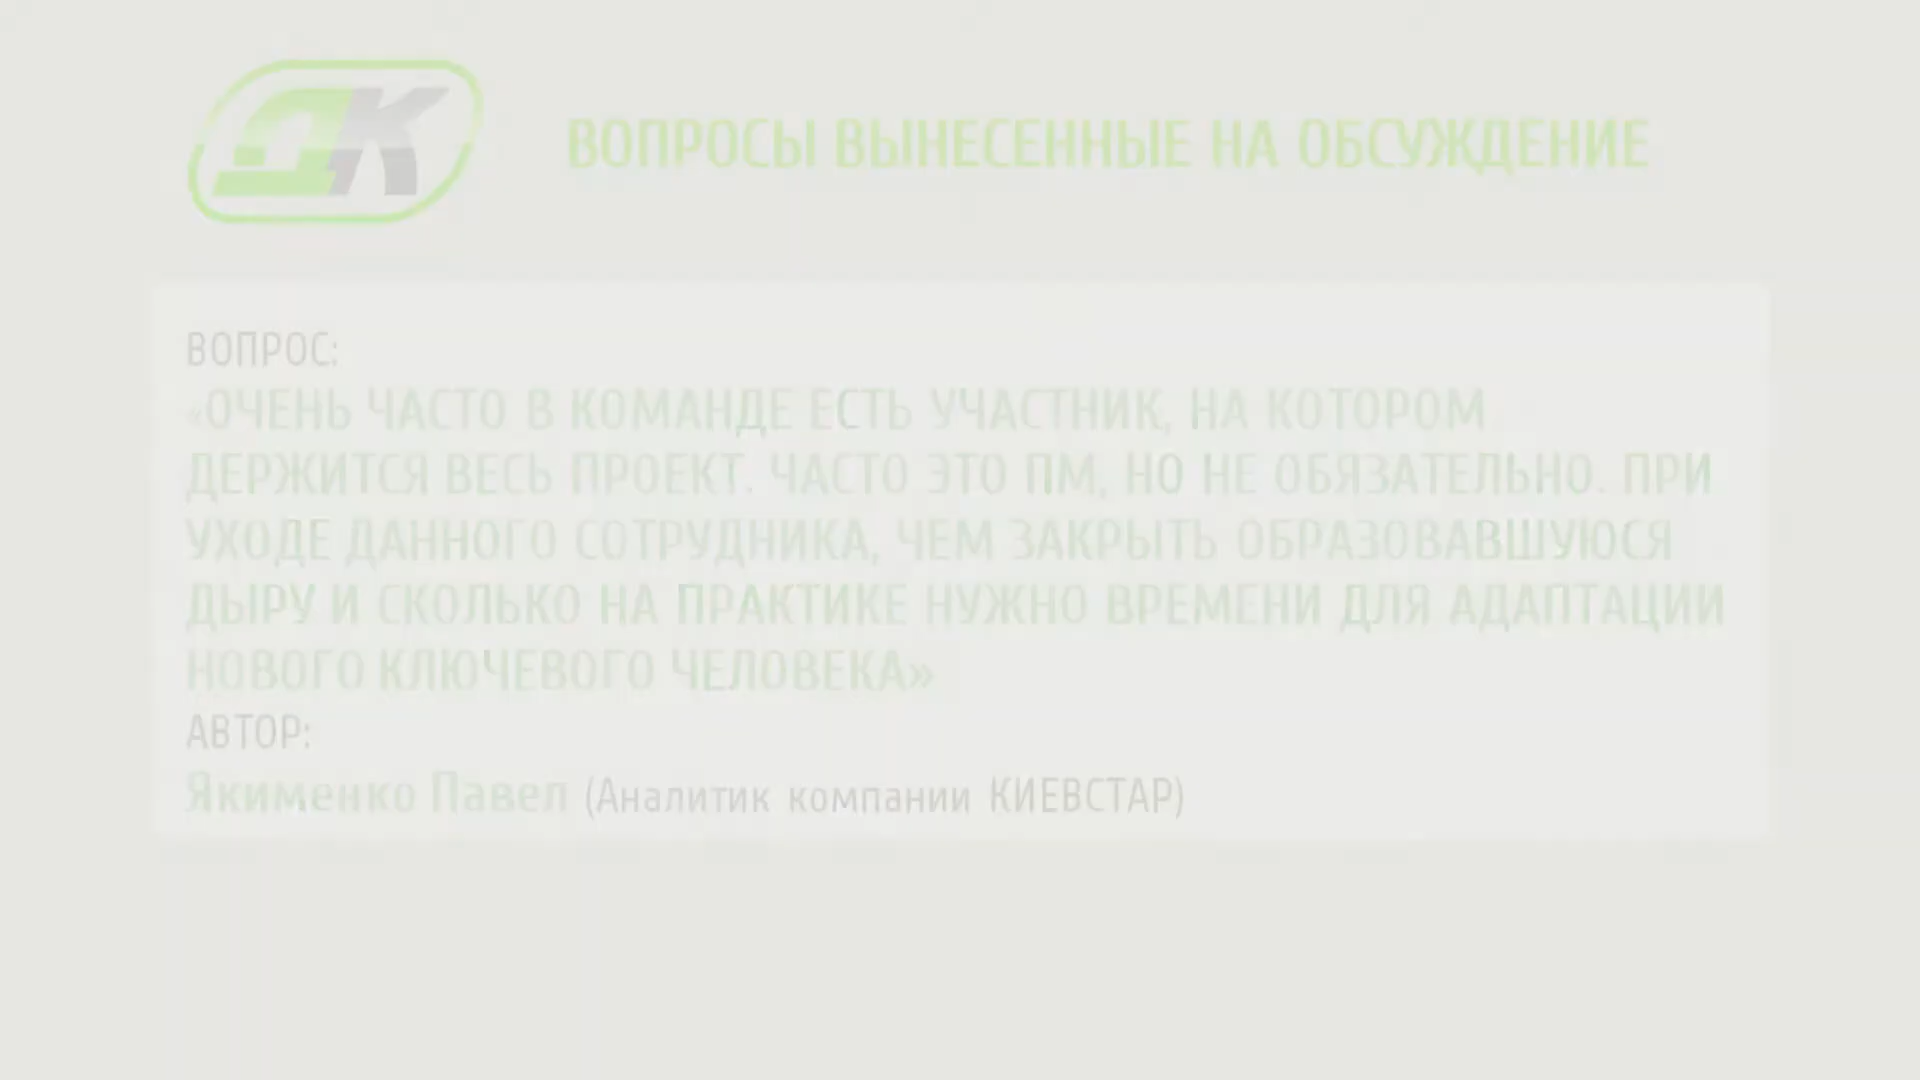 ДК
ВОПРОСЫ ВЫНЕСЕННЫЕ НА ОБСУЖДЕНИЕ
ВОПРОС:
«ОЧЕНЬ ЧАСТО В КОМАНДЕ ЕСТЬ УЧАСТНИК, НА КОТОРОМ
ДЕРЖИТСЯ ВЕСЬ ПРОЕКТ. ЧАСТО ЭТО ПМ, НО НЕ ОБЯЗАТЕЛЬНО. ПРИ
УХОДЕ ДАННОГО СОТРУДНИКА, ЧЕМ ЗАКРЫТЬ ОБРАЗОВАВШУЮСЯ
ДЫРУ И СКОЛЬКО НА ПРАКТИКЕ НУЖНО ВРЕМЕНИ ДЛЯ АДАПТАЦИИ
НОВОГО КЛЮЧЕВОГО ЧЕЛОВЕКА»
АВТОР:
Якименко Павел (Аналитик компании КИЕВСТАР)